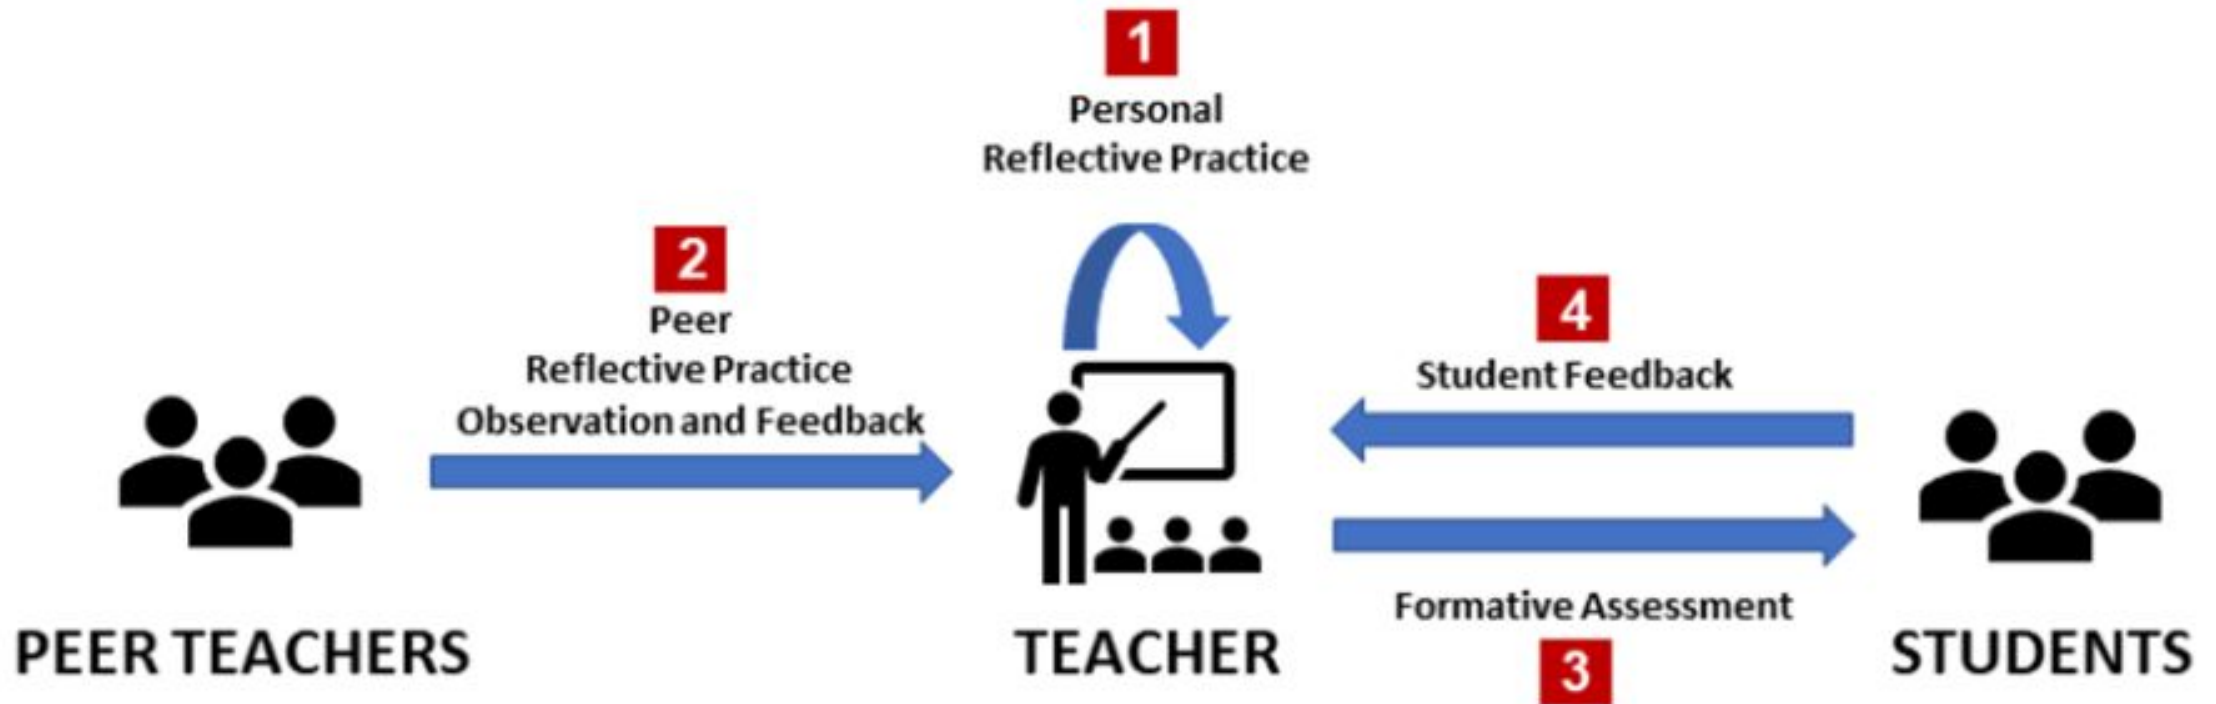 1
Personal
Reflective Practice
2
Peer
Reflective Practice
Observation and Feedback
4
Student Feedback
Formative Assessment
3
PEER TEACHERS
TEACHER
STUDENTS